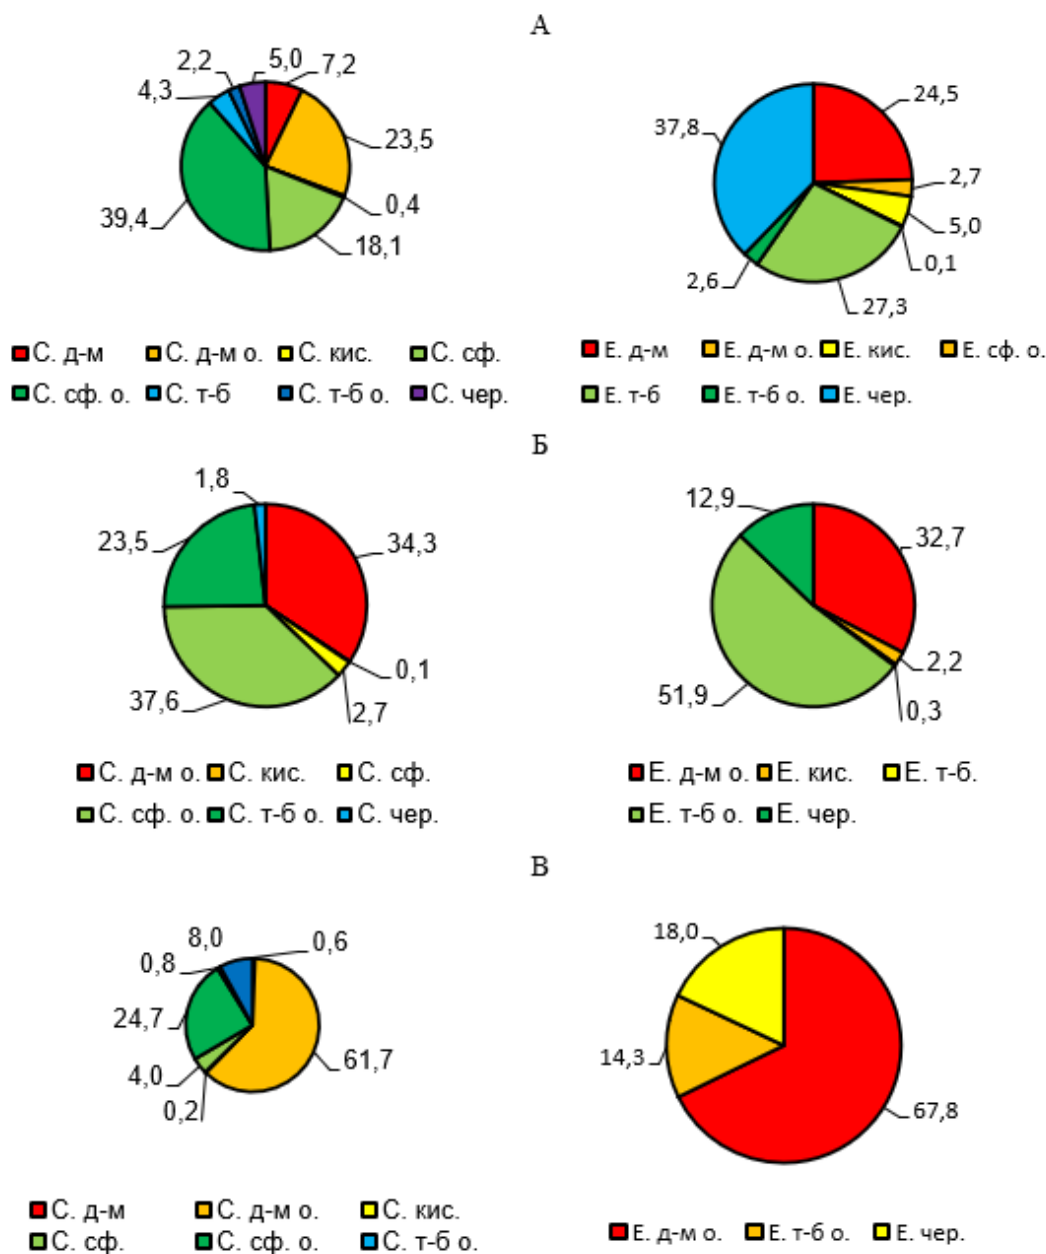 А
2,2 5,0 7,2
4,3
23,5
0,4
39,4
18,1
24,5
37,8
2,7
5,0
0,1
2,6
27,3
С. д-м С. д-м о. С. кис. С. сф.
С. сф. о. С. т-б С. т-б о. С. чер.
Е. д-м Е. д-м о. Е. кис. Е. сф. о.
Е. т-б Е. т-б о. Е. чер.
Б
1,8
23,5
34,3
0,1
37,6
2,7
12,9
32,7
2,2
51,9
0,3
С. д-м о. С. кис. С. сф.
С. сф. о. С. т-б о. С. чер.
Е. д-м о. Е. кис. Е. т-б.
Е. т-б о. Е. чер.
В
8,0 0,6
0,8
24,7
4,0
61,7
0,2
18,0
14,3
67,8
С. д-м С. д-м о. С. кис.
С. сф. С. сф. о. С. т-б о.
Е. д-м о. Е. т-б о. Е. чер.